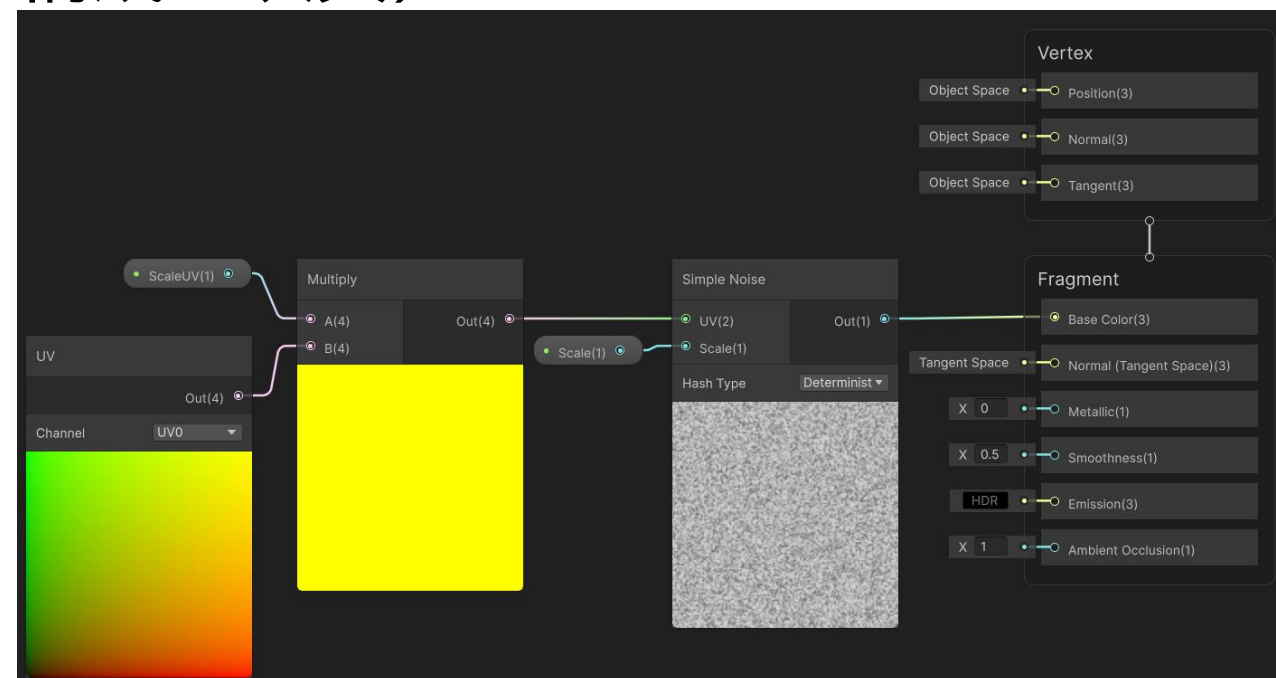 Vertex
Object Space
Position(3)
Object Space
Normal(3)
Object Space
Tangent(3)
ScaleUV(1)
Multiply
A(4)
Out(4)
B(4)
UV
Out(4)
Channel
UV0
Simple Noise
UV(2)
Out(1)
Scale(1)
Scale(1)
Hash Type
Determinist
Fragment
Base Color(3)
Tangent Space
Normal (Tangent Space)(3)
X 0
Metallic(1)
X 0.5
Smoothness(1)
HDR
Emission(3)
X 1
Ambient Occlusion(1)